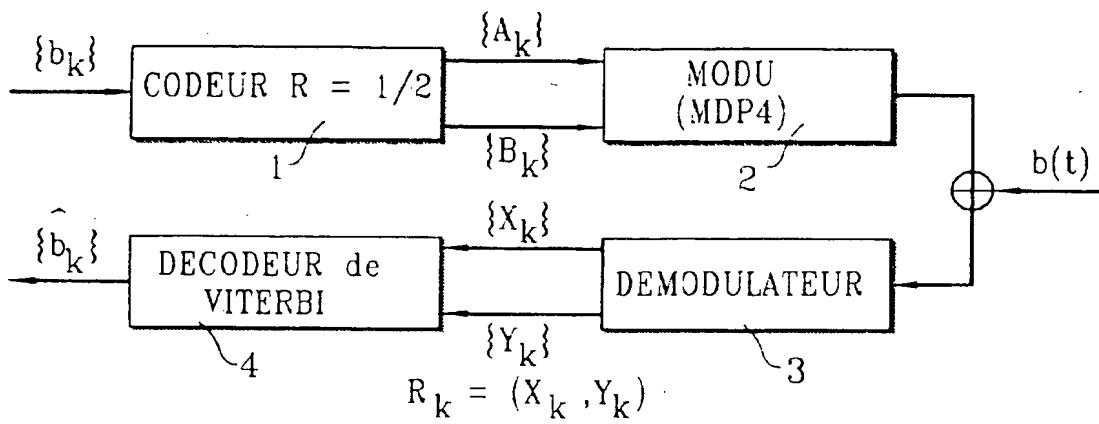 {b_k}
CODEUR R = 1/2
1
{A_k}
{B_k}
MODU
(MDP4)
2
b(t)
{b̂_k}
DECODEUR de
VITERBI
4
{X_k}
{Y_k}
DEMODULATEUR
3
R_k = (X_k ,Y_k)